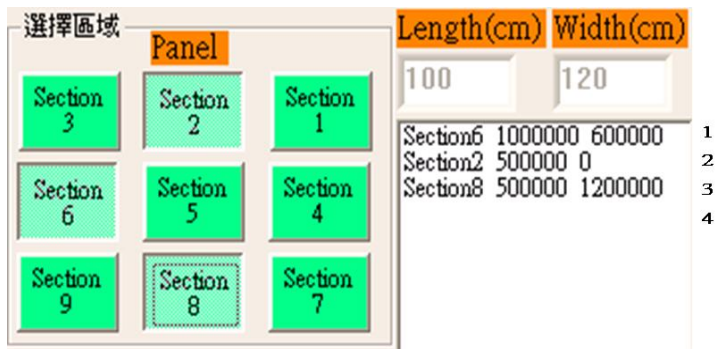 選擇區域
Panel
Section 3
Section 2
Section 1
Section 6
Section 5
Section 4
Section 9
Section 8
Section 7
Length(cm) Width(cm)
100 120
Section6 1000000 600000 1
Section2 500000 0 2
Section8 500000 1200000 3
4